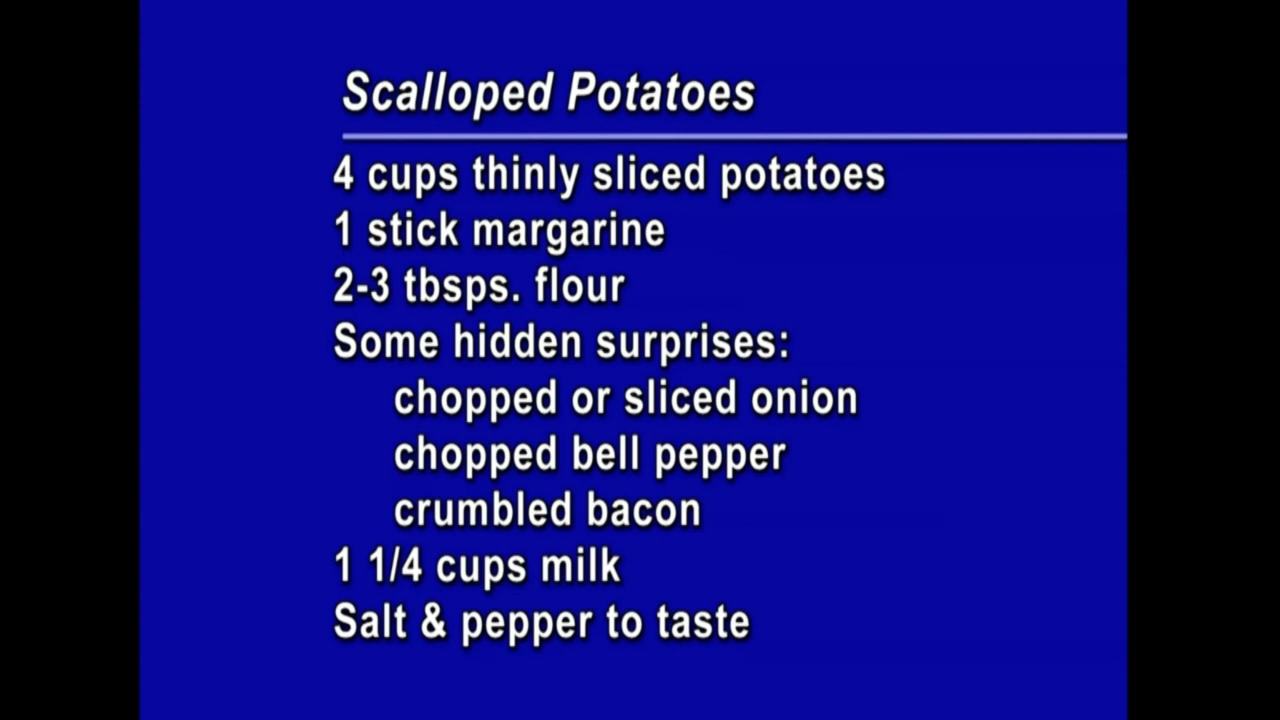 Scalloped Potatoes
4 cups thinly sliced potatoes
1 stick margarine
2-3 tbsps. flour
Some hidden surprises:
chopped or sliced onion
chopped bell pepper
crumbled bacon
1 1/4 cups milk
Salt & pepper to taste